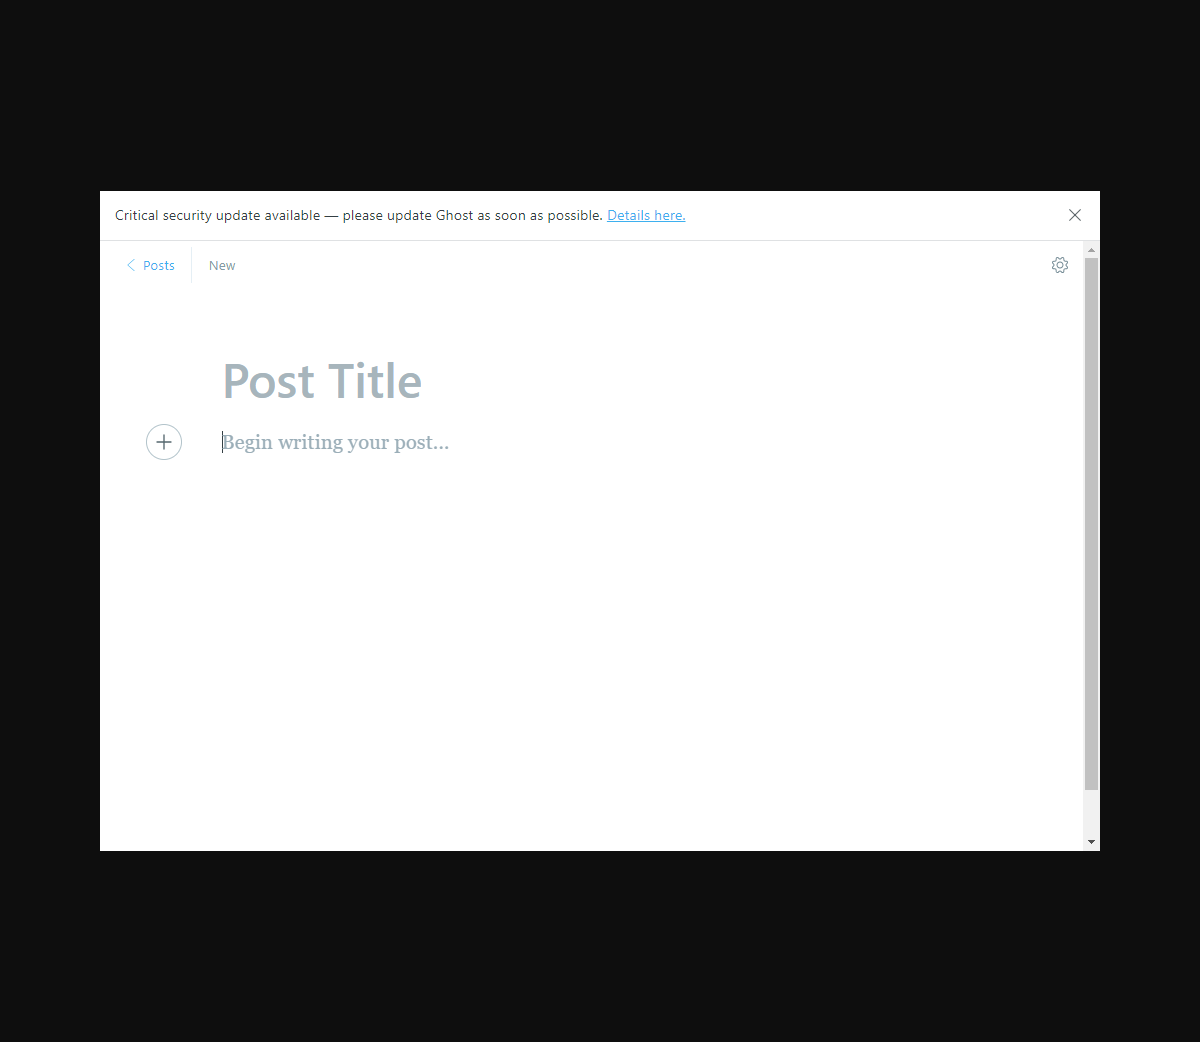 Critical security update available — please update Ghost as soon as possible. Details here.
Posts New
Post Title
Begin writing your post...